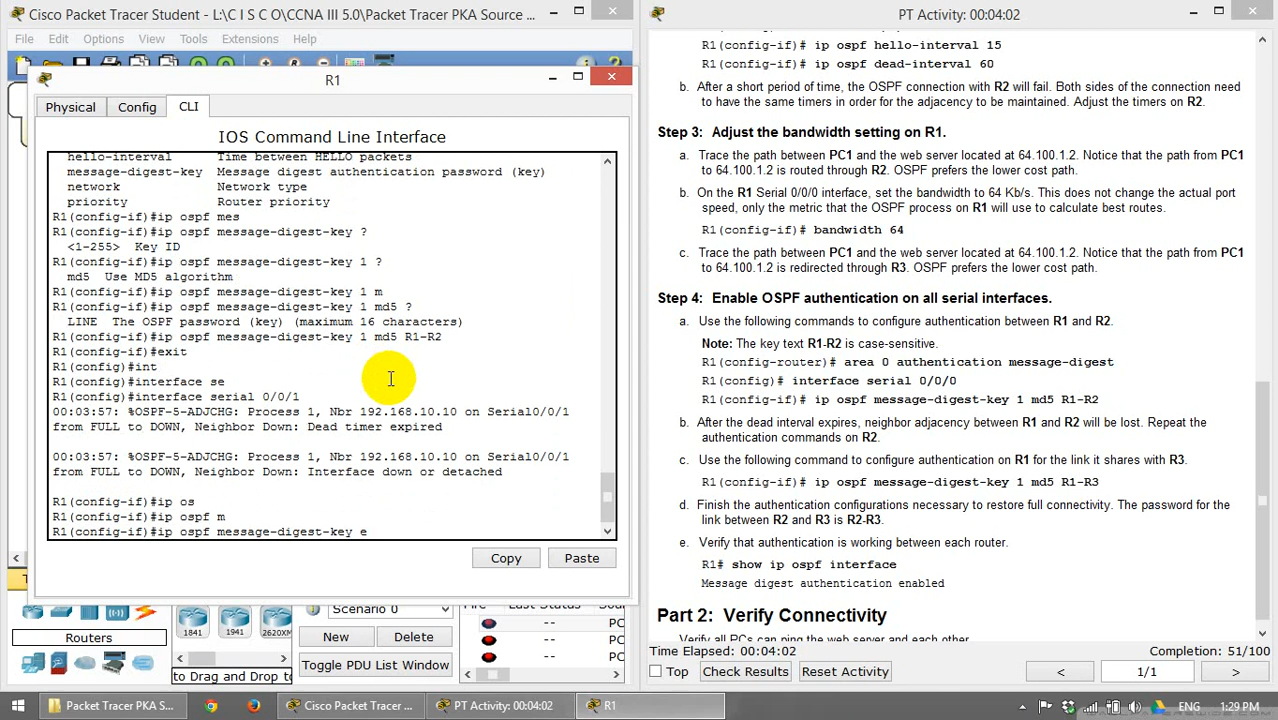 Cisco Packet Tracer Student - L:\C I S C O\CCNA III 5.0\Packet Tracer PKA Source ...
File Edit Options View Tools Extensions Help
R1
Physical Config CLI
IOS Command Line Interface
hello-interval Time between HELLO packets
message-digest-key Message digest authentication password (key)
network Network type
priority Router priority
R1(config-if)#ip ospf mes
R1(config-if)#ip ospf message-digest-key ?
<1-255> Key ID
R1(config-if)#ip ospf message-digest-key 1 ?
md5 Use MD5 algorithm
R1(config-if)#ip ospf message-digest-key 1 m
R1(config-if)#ip ospf message-digest-key 1 md5 ?
LINE The OSPF password (key) (maximum 16 characters)
R1(config-if)#ip ospf message-digest-key 1 md5 R1-R2
R1(config-if)#exit
R1(config)#int
R1(config)#interface se
R1(config)#interface serial 0/0/1
00:03:57: %OSPF-5-ADJCHG: Process 1, Nbr 192.168.10.10 on Serial0/0/1
from FULL to DOWN, Neighbor Down: Dead timer expired
00:03:57: %OSPF-5-ADJCHG: Process 1, Nbr 192.168.10.10 on Serial0/0/1
from FULL to DOWN, Neighbor Down: Interface down or detached
R1(config-if)#ip os
R1(config-if)#ip ospf m
R1(config-if)#ip ospf message-digest-key e
Copy Paste
Scenario 0
Fire Last Status Sou
-- PC
-- PC
-- PC
New Delete
Toggle PDU List Window
Routers
1841 1941 2620XM
to Drag and Drop to
PT Activity: 00:04:02
R1(config-if)# ip ospf hello-interval 15
R1(config-if)# ip ospf dead-interval 60
b. After a short period of time, the OSPF connection with R2 will fail. Both sides of the connection need
to have the same timers in order for the adjacency to be maintained. Adjust the timers on R2.
Step 3: Adjust the bandwidth setting on R1.
a. Trace the path between PC1 and the web server located at 64.100.1.2. Notice that the path from PC1
to 64.100.1.2 is routed through R2. OSPF prefers the lower cost path.
b. On the R1 Serial 0/0/0 interface, set the bandwidth to 64 Kb/s. This does not change the actual port
speed, only the metric that the OSPF process on R1 will use to calculate best routes.
R1(config-if)# bandwidth 64
c. Trace the path between PC1 and the web server located at 64.100.1.2. Notice that the path from PC1
to 64.100.1.2 is redirected through R3. OSPF prefers the lower cost path.
Step 4: Enable OSPF authentication on all serial interfaces.
a. Use the following commands to configure authentication between R1 and R2.
Note: The key text R1-R2 is case-sensitive.
R1(config-router)# area 0 authentication message-digest
R1(config)# interface serial 0/0/0
R1(config-if)# ip ospf message-digest-key 1 md5 R1-R2
b. After the dead interval expires, neighbor adjacency between R1 and R2 will be lost. Repeat the
authentication commands on R2.
c. Use the following command to configure authentication on R1 for the link it shares with R3.
R1(config-if)# ip ospf message-digest-key 1 md5 R1-R3
d. Finish the authentication configurations necessary to restore full connectivity. The password for the
link between R2 and R3 is R2-R3.
e. Verify that authentication is working between each router.
R1# show ip ospf interface
Message digest authentication enabled
Part 2: Verify Connectivity
Verify all PCs can ping the web server and each other.
Time Elapsed: 00:04:02 Completion: 51/100
Top Check Results Reset Activity < 1/1 >
Packet Tracer PKA S... Cisco Packet Tracer ... PT Activity: 00:04:02 R1 ENG 1:29 PM